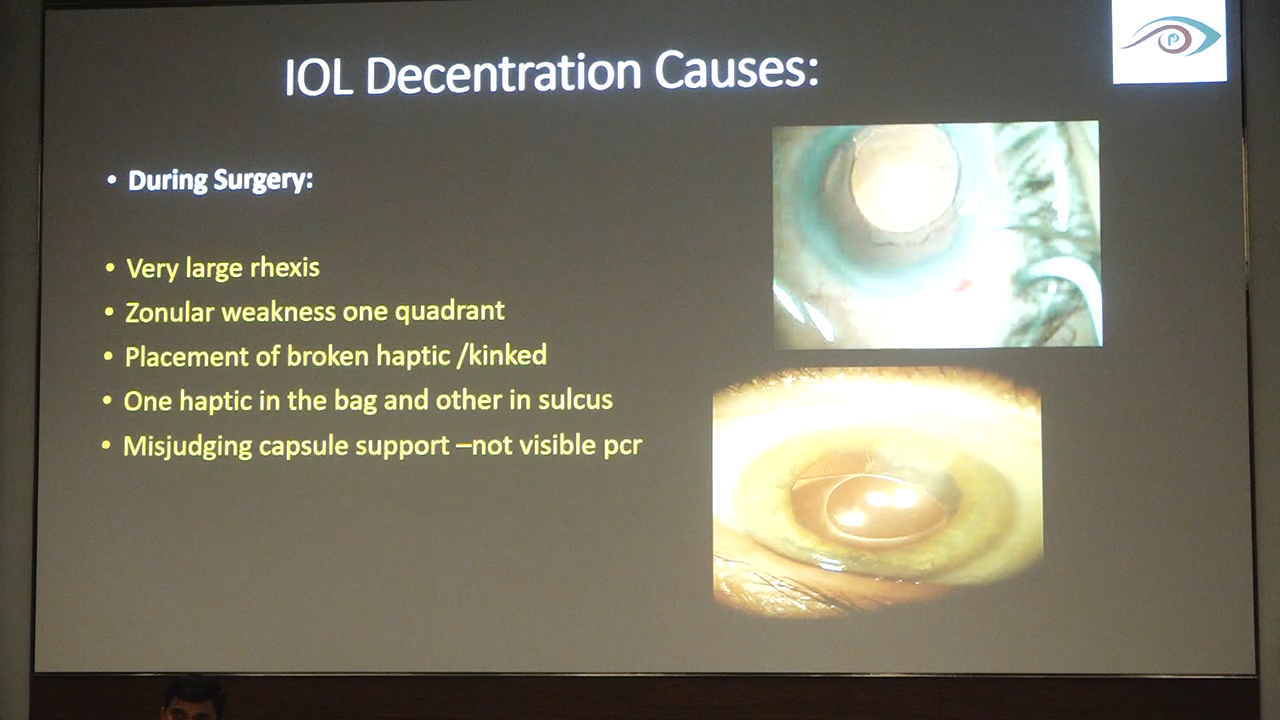 IOL Decentration Causes:
• During Surgery:
• Very large rhexis
• Zonular weakness one quadrant
• Placement of broken haptic /kinked
• One haptic in the bag and other in sulcus
• Misjudging capsule support –not visible pcr